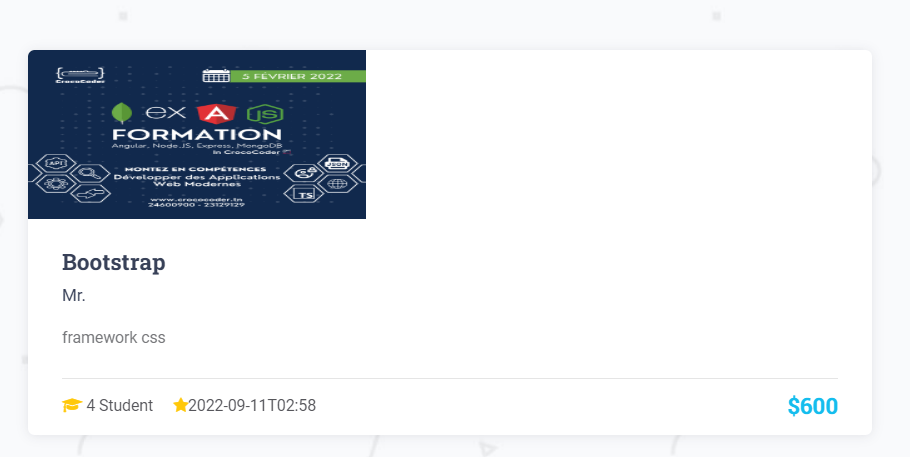 CrocoCoder
5 FÉVRIER 2022
ex A JS
FORMATION
Angular, Node.JS, Express, MongoDB
in CrocoCoder
API
JSON
MONTEZ EN COMPÉTENCES
Développer des Applications
Web Modernes
TS
www.crococoder.tn
24600900 - 23129129
Bootstrap
Mr.
framework css
4 Student 2022-09-11T02:58 $600